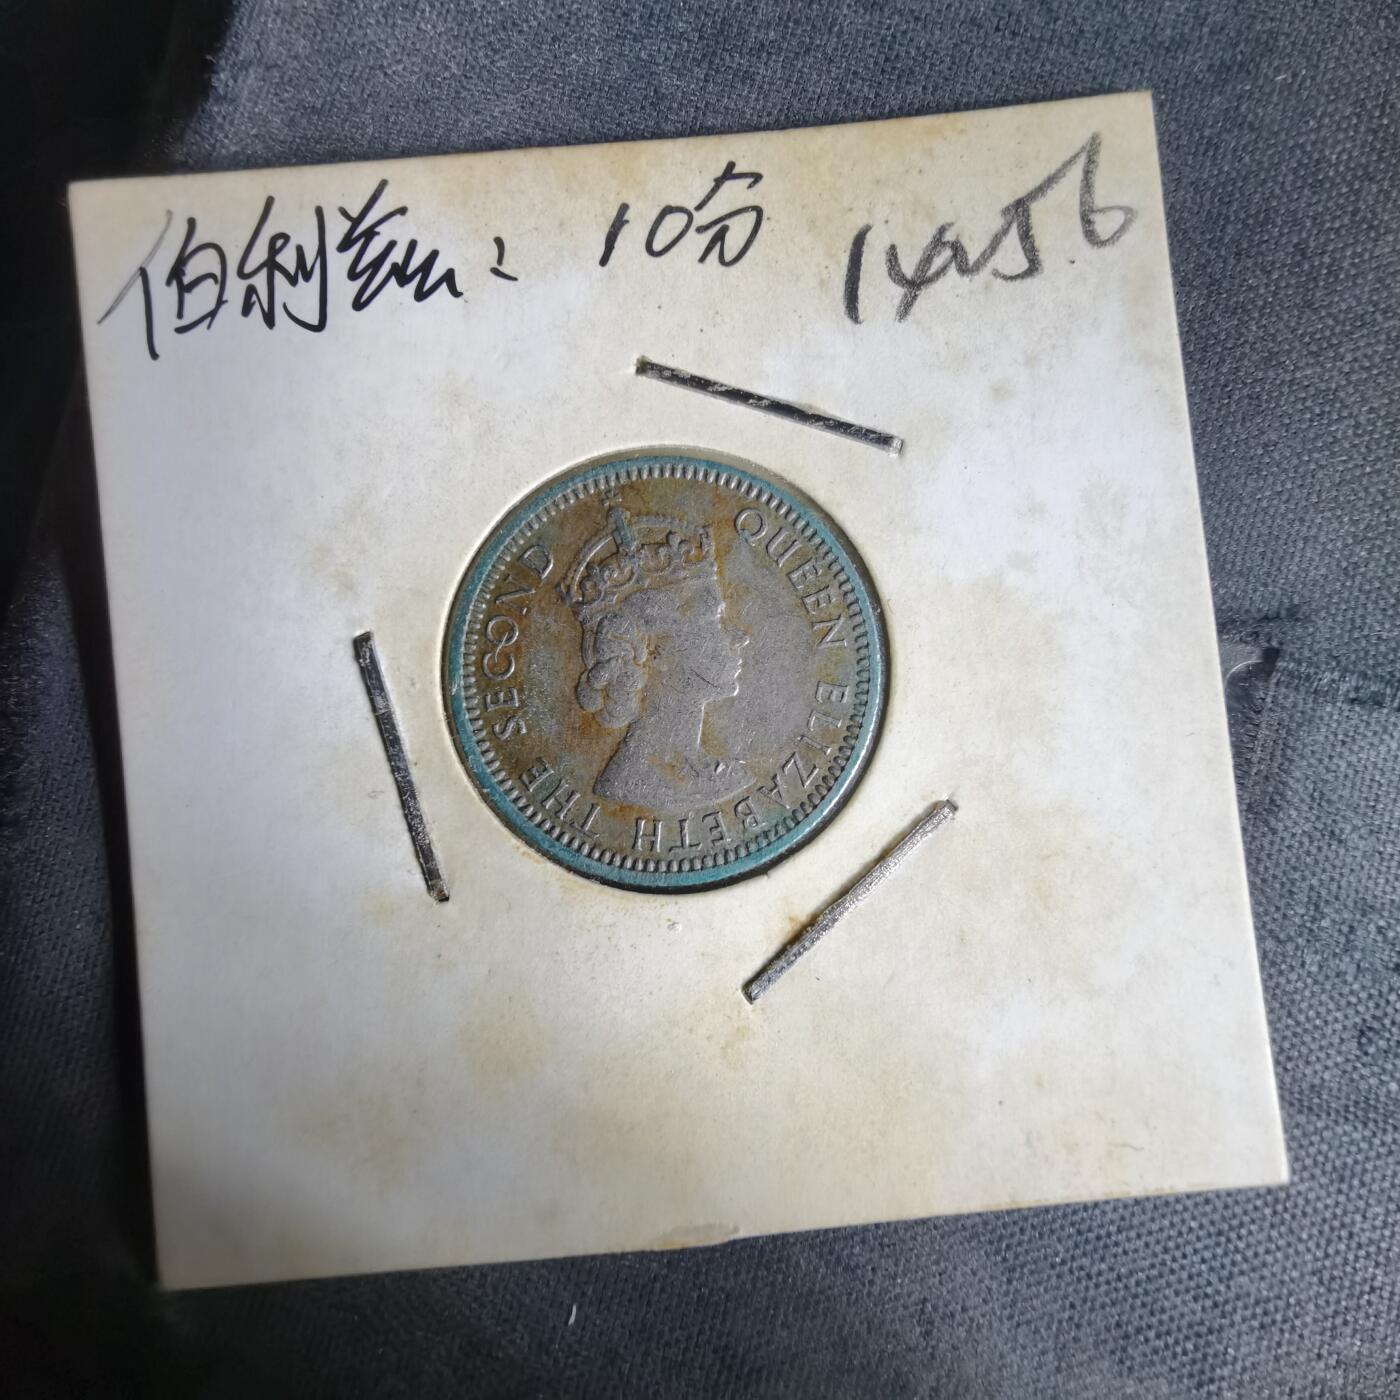 伯利兹: 10分 1956
QUEEN ELIZABETH THE SECOND